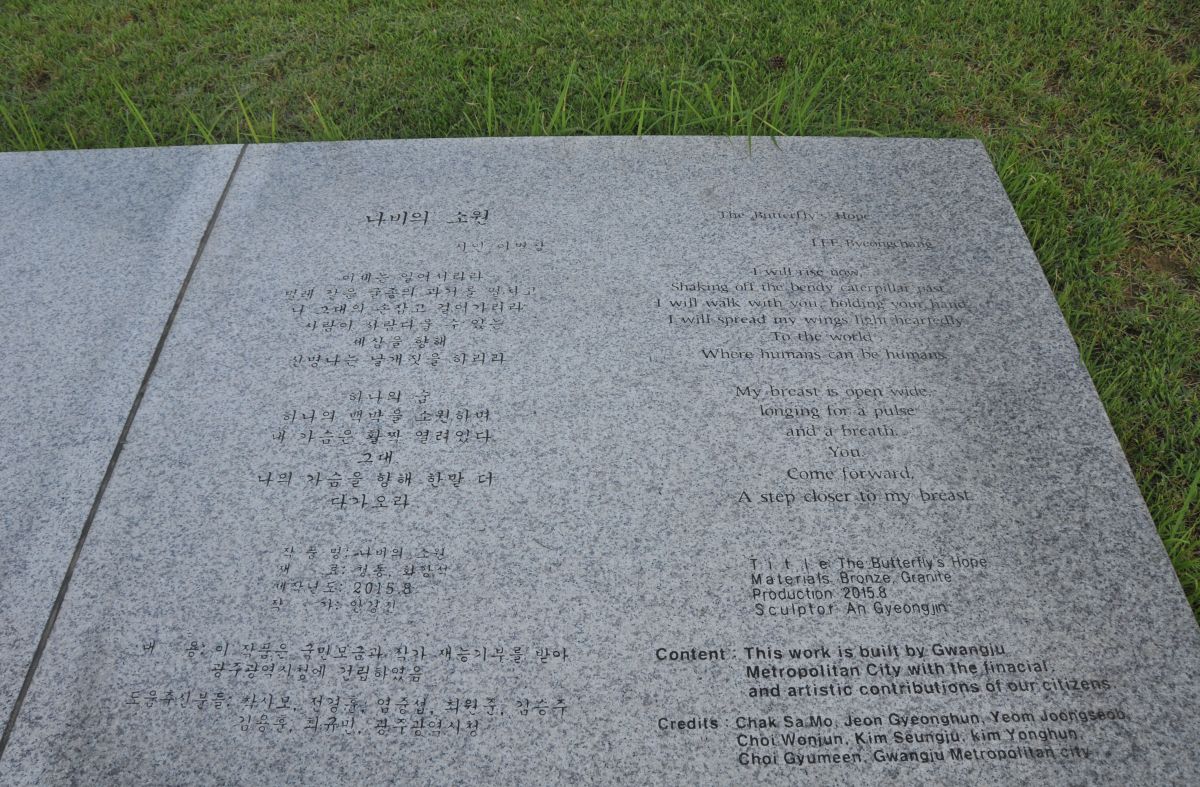 나비의 소원
시인 이병창
이제는 일어서리라
벌레 같은 굴종의 과거를 떨치고
나 그대의 손잡고 걸어가리라
사람이 사람다울 수 있는
세상을 향해
신명나는 날개짓을 하리라
하나의 숨
하나의 맥박을 소원하며
내 가슴은 활짝 열려있다
그대
나의 가슴을 향해 한발 더
다가오라
작 품 명: 나비의 소원
재 료: 청동, 화강석
제작년도: 2015.8
작 가: 안경진
내 용: 이 작품은 국민모금과 작가 재능기부를 받아
광주광역시청에 건립하였음
도움주신분들: 착사모, 전경훈, 염중섭, 최원준, 김승주
김용훈, 최규민, 광주광역시청
The Butterfly's Hope
LEE Byeongchang
I will rise now,
Shaking off the bendy caterpillar past.
I will walk with you, holding your hand.
I will spread my wings light heartedly
To the world
Where humans can be humans.
My breast is open wide,
longing for a pulse
and a breath.
You,
Come forward,
A step closer to my breast.
Title: The Butterfly's Hope
Materials: Bronze, Granite
Production: 2015.8
Sculptor: An Gyeongjin
Content : This work is built by Gwangju
Metropolitan City with the finacial,
and artistic contributions of our citizens.
Credits : Chak Sa Mo, Jeon Gyeonghun, Yeom Joongseob,
Choi Wonjun, Kim Seungju, kim Yonghun,
Choi Gyumeen, Gwangju Metropolitan city